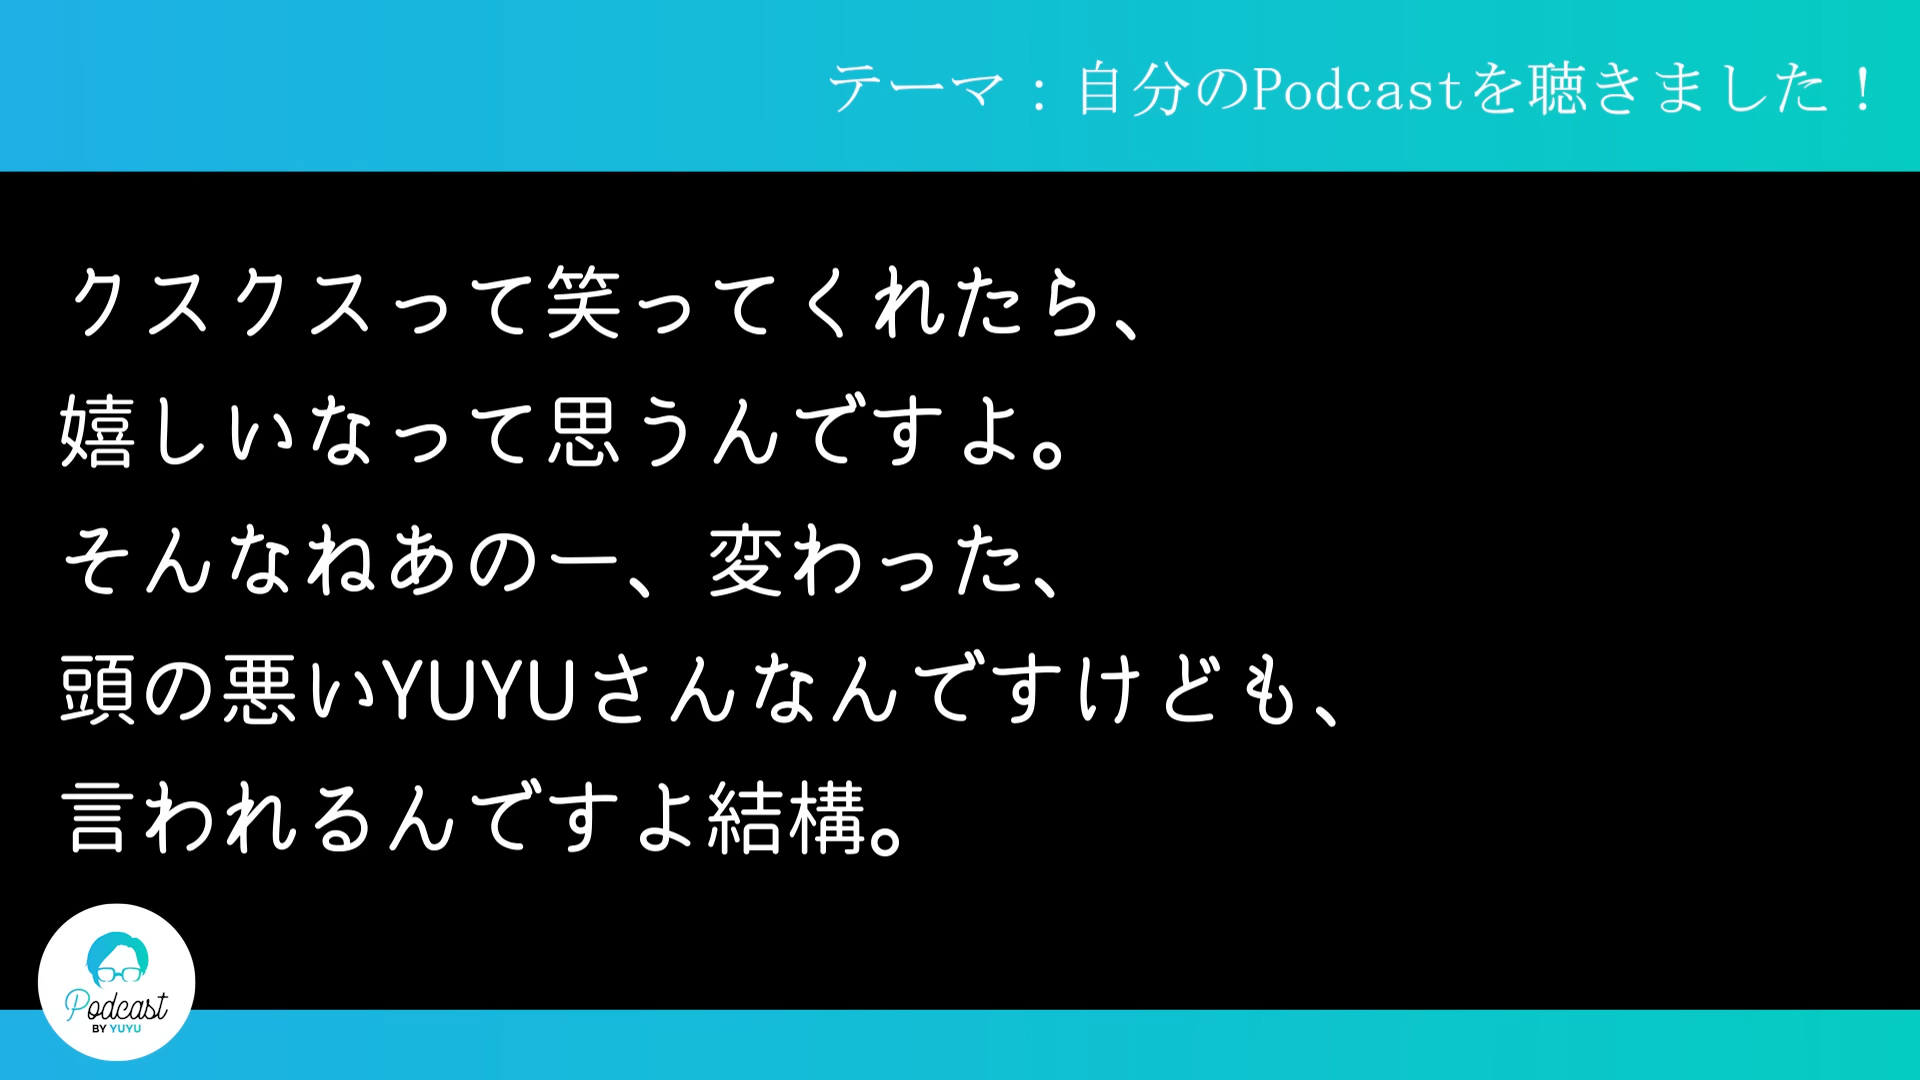 テーマ：自分のPodcastを聴きました！
クスクスって笑ってくれたら、
嬉しいなって思うんですよ。
そんなねあのー、変わった、
頭の悪いYUYUさんなんですけども、
言われるんですよ結構。
Podcast
BY YUYU